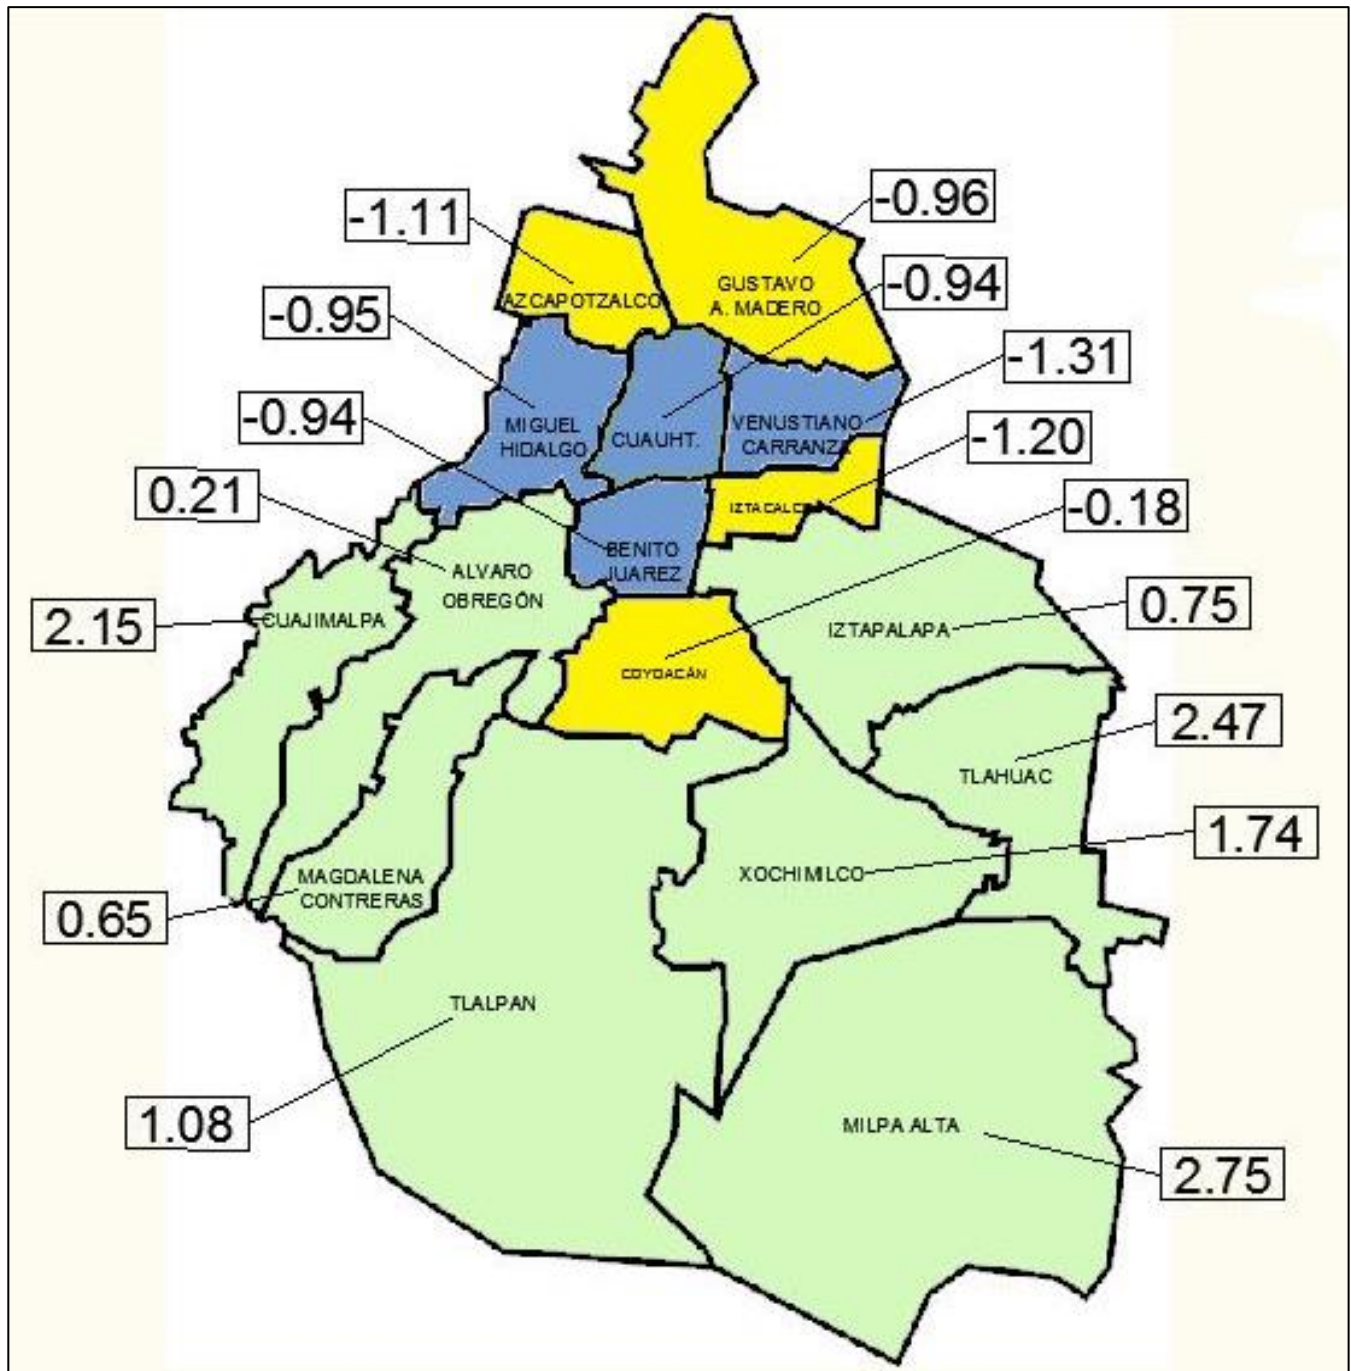 -0.96
-1.11
-0.94
GUSTAVO
A. MADERO
AZCAPOTZALCO
-0.95
-1.31
-0.94
MIGUEL
HIDALGO
CUAUHT.
VENUSTIANO
CARRANZA
-1.20
0.21
-0.18
BENITO
JUAREZ
ALVARO
OBREGÓN
2.15
CUAJIMALPA
IZTAPALAPA
0.75
COYOACÁN
2.47
TLAHUAC
1.74
XOCHIMILCO
MAGDALENA
CONTRERAS
0.65
TLALPAN
1.08
MILPA ALTA
2.75